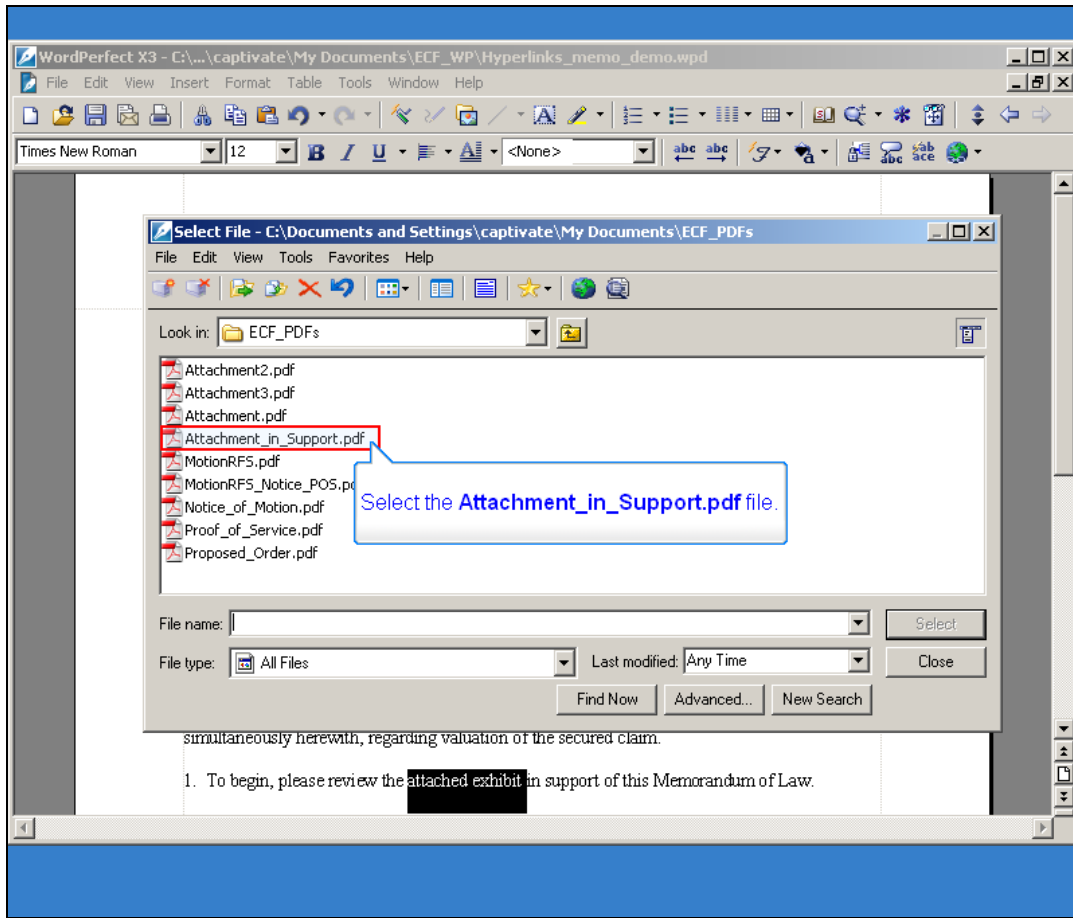 WordPerfect X3 - C:\...\captivate\My Documents\ECF_WP\Hyperlinks_memo_demo.wpd
File Edit View Insert Format Table Tools Window Help
Times New Roman 12 B I U A <None> abc abc
Select File - C:\Documents and Settings\captivate\My Documents\ECF_PDFs
File Edit View Tools Favorites Help
Look in: ECF_PDFs
Attachment2.pdf
Attachment3.pdf
Attachment.pdf
Attachment_in_Support.pdf
MotionRFS.pdf
MotionRFS_Notice_POS.p
Select the Attachment_in_Support.pdf file.
Notice_of_Motion.pdf
Proof_of_Service.pdf
Proposed_Order.pdf
File name: Select
File type: All Files Last modified: Any Time Close
Find Now Advanced... New Search
simultaneously herewith, regarding valuation of the secured claim.
1. To begin, please review the attached exhibit in support of this Memorandum of Law.